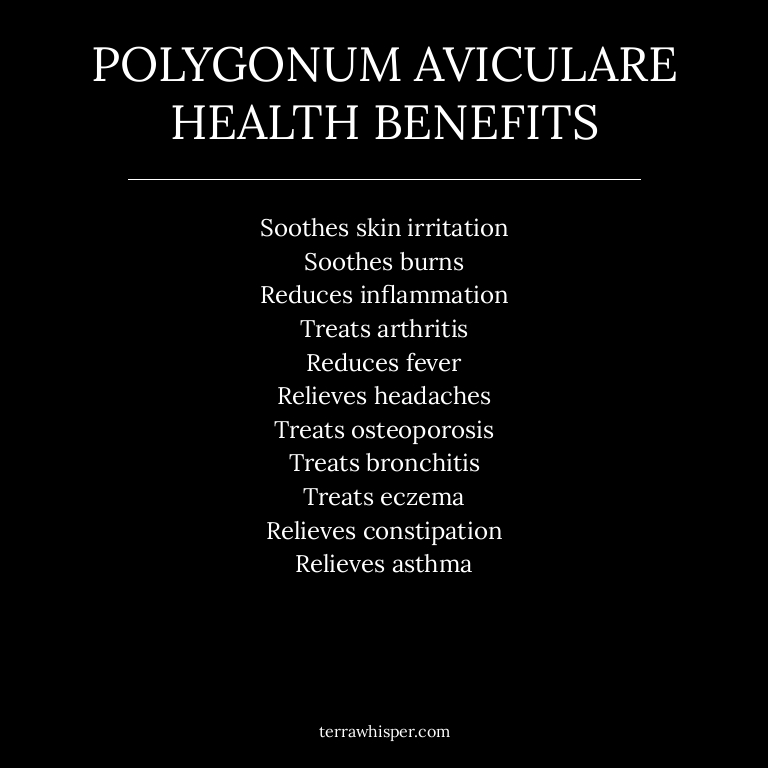 POLYGONUM AVICULARE
HEALTH BENEFITS
Soothes skin irritation
Soothes burns
Reduces inflammation
Treats arthritis
Reduces fever
Relieves headaches
Treats osteoporosis
Treats bronchitis
Treats eczema
Relieves constipation
Relieves asthma
terrawhisper.com